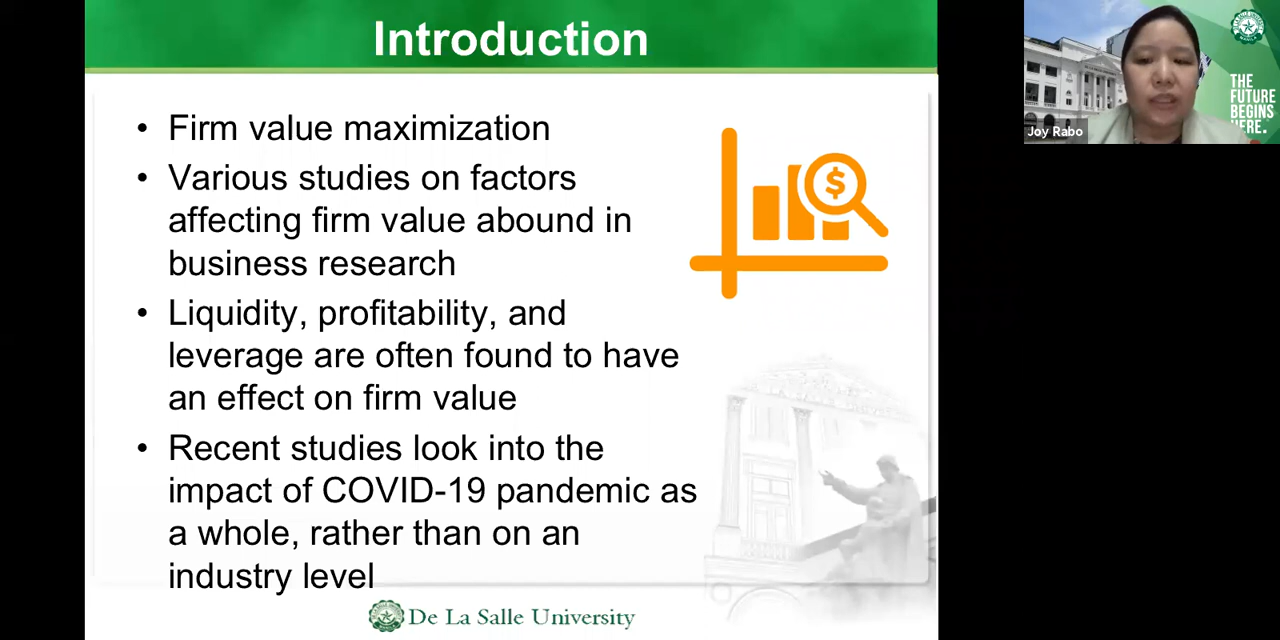 Introduction
• Firm value maximization
• Various studies on factors
affecting firm value abound in
business research
• Liquidity, profitability, and
leverage are often found to have
an effect on firm value
• Recent studies look into the
impact of COVID-19 pandemic as
a whole, rather than on an
industry level
$
De La Salle University
THE
FUTURE
BEGINS
HERE.
Joy Rabo